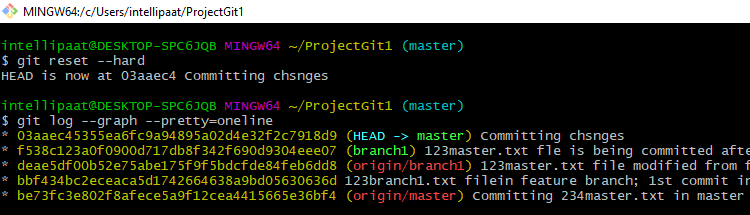 MINGW64:/c/Users/intellipaat/ProjectGit1
intellipaat@DESKTOP-SPC6JQB MINGW64 ~/ProjectGit1 (master)
$ git reset --hard
HEAD is now at 03aaec4 Committing chsnges
intellipaat@DESKTOP-SPC6JQB MINGW64 ~/ProjectGit1 (master)
$ git log --graph --pretty=oneline
* 03aaec45355ea6fc9a94895a02d4e32f2c7918d9 (HEAD -> master) Committing chsnges
* f538c123a0f0900d717db8f342f690d9304eee07 (branch1) 123master.txt fle is being committed afte
* deae5df00b52e75abe175f9f5bdcfde84feb6dd8 (origin/branch1) 123master.txt file modified from f
* bbf434bc2eceaca5d1742664638a9bd05630636d 123branch1.txt filein feature branch; 1st commit in
* be73fc3e802f8afece5a9f12cea4415665e36bf4 (origin/master) Committing 234master.txt in master